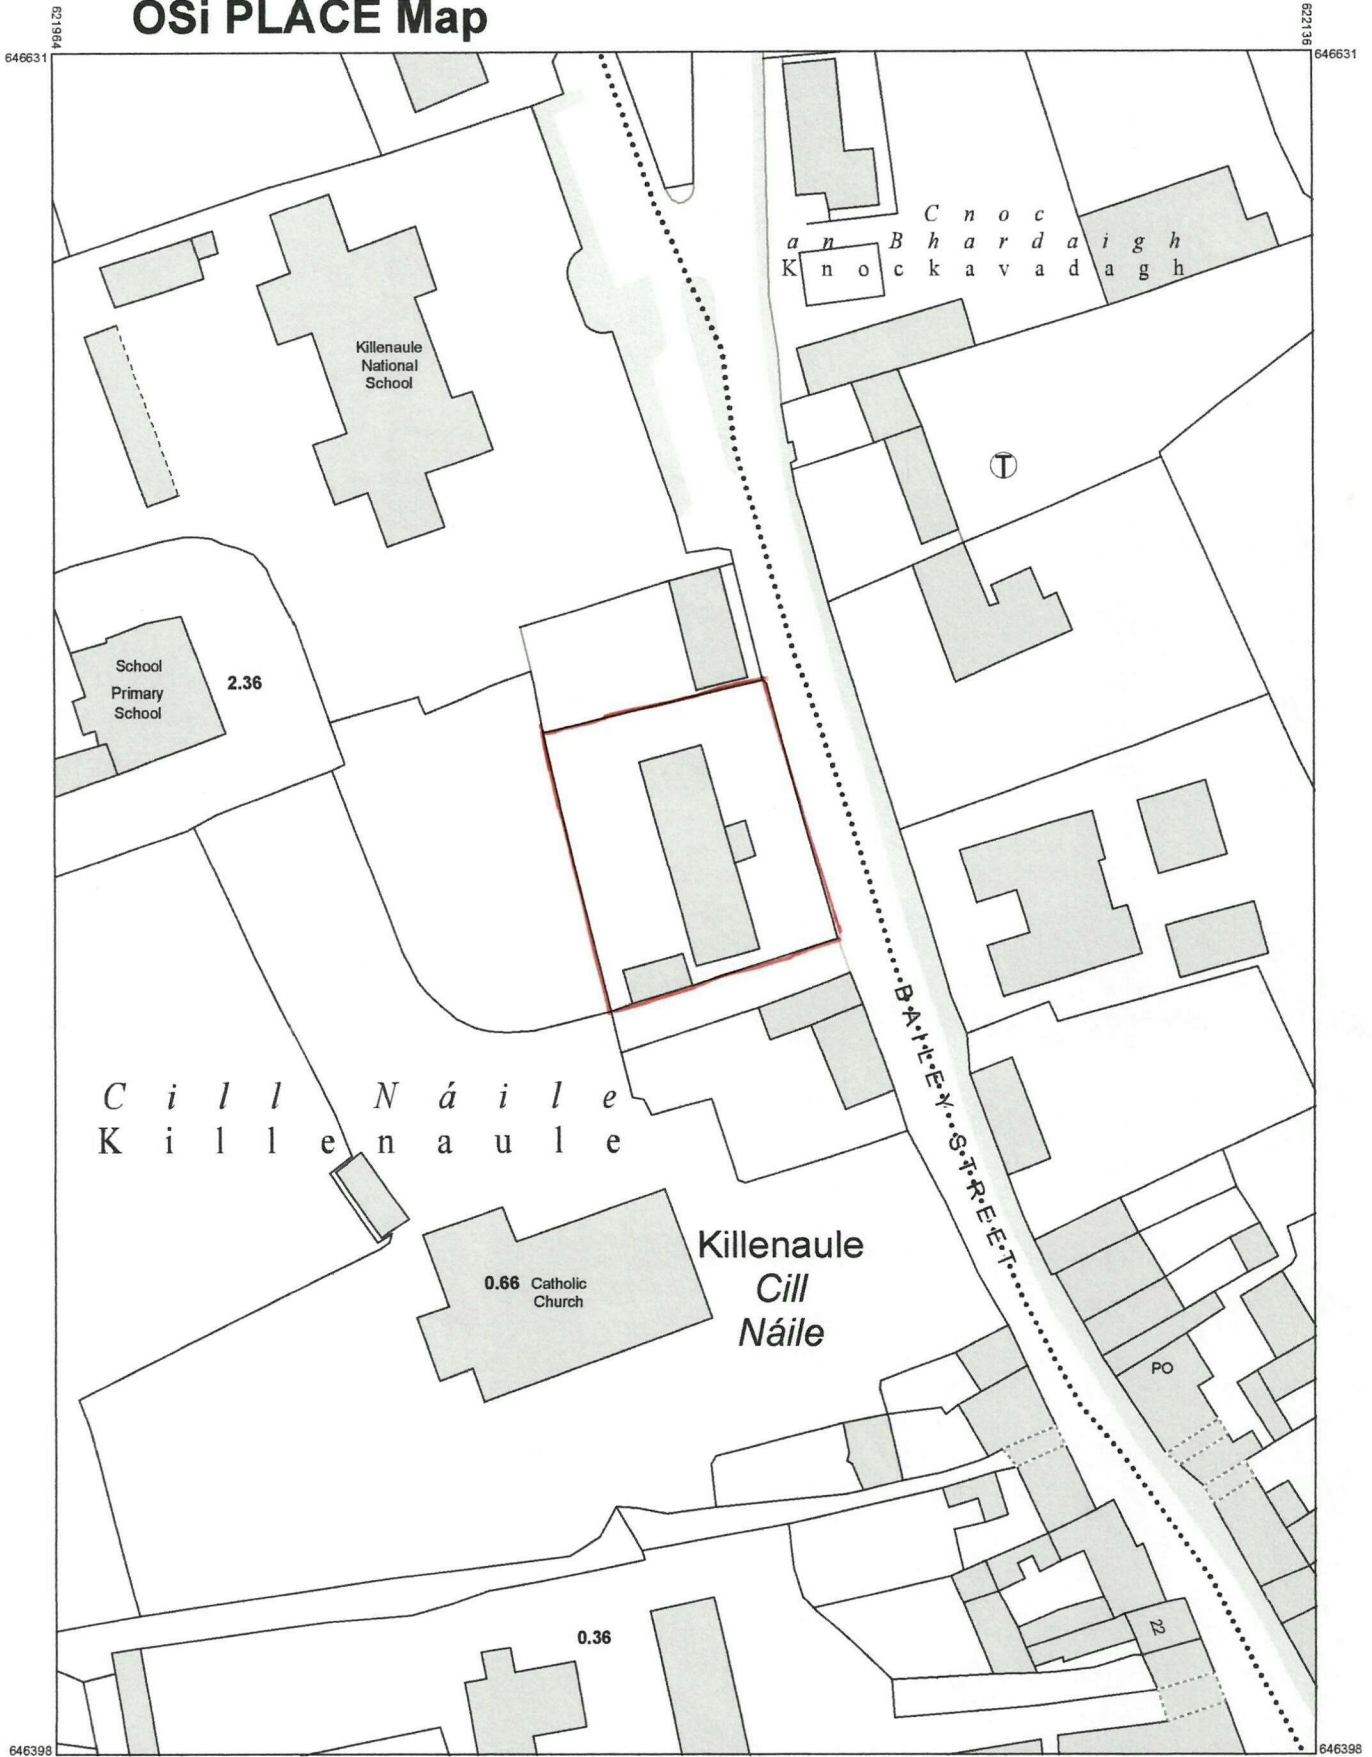 OSi PLACE Map
621964
622136
646631
646631
C n o c
a n B h a r d a i g h
K n o c k a v a d a g h
Killenaule
National
School
T
School
Primary
School
2.36
BAILEY STREET
C i l l N á i l e
K i l l e n a u l e
Killenaule
Cill
Náile
0.66 Catholic
Church
PO
22
0.36
646398
646398